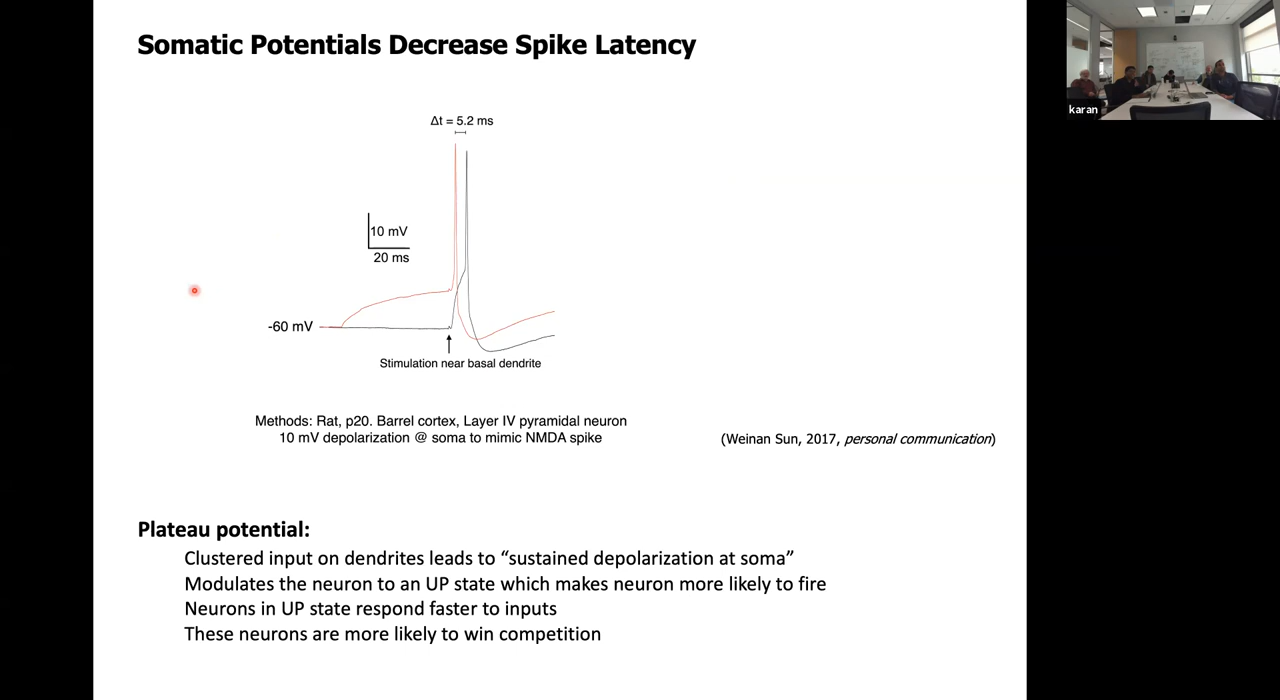 Somatic Potentials Decrease Spike Latency
karan
Δt = 5.2 ms
10 mV
20 ms
-60 mV
Stimulation near basal dendrite
Methods: Rat, p20. Barrel cortex, Layer IV pyramidal neuron
10 mV depolarization @ soma to mimic NMDA spike
(Weinan Sun, 2017, personal communication)
Plateau potential:
Clustered input on dendrites leads to “sustained depolarization at soma”
Modulates the neuron to an UP state which makes neuron more likely to fire
Neurons in UP state respond faster to inputs
These neurons are more likely to win competition